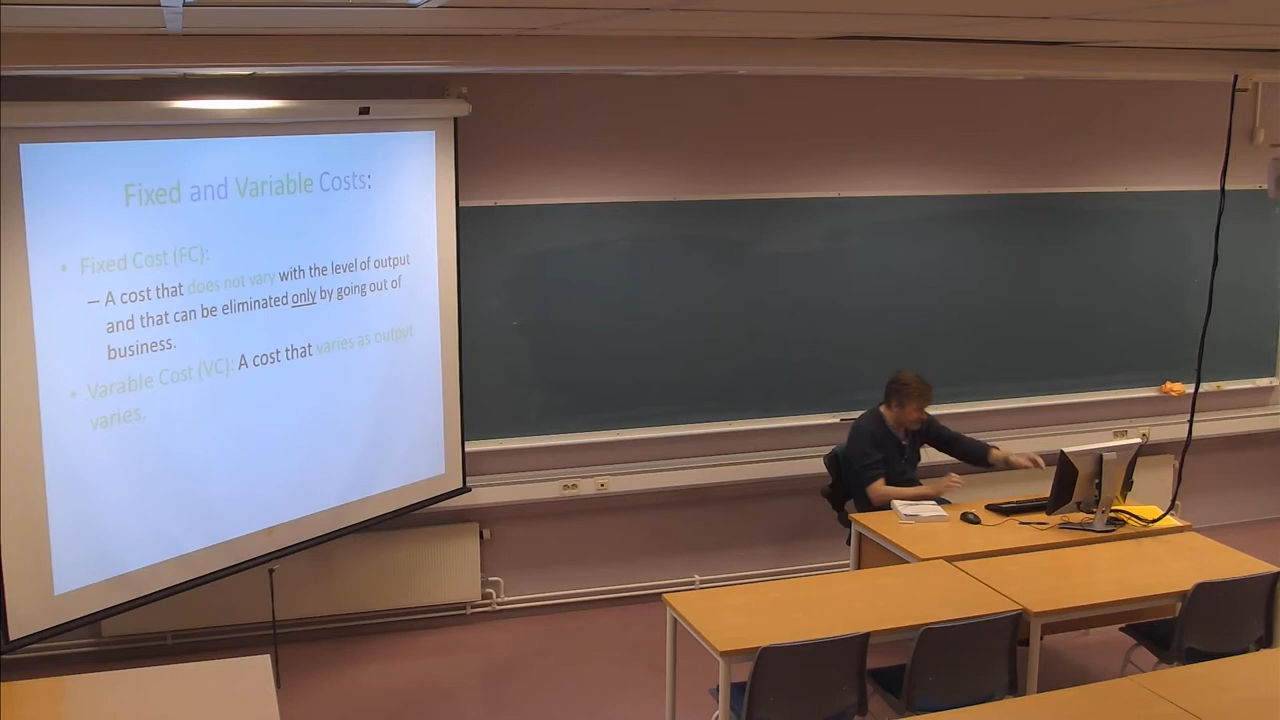 Fixed and Variable Costs:
• Fixed Cost (FC):
– A cost that does not vary with the level of output
and that can be eliminated only by going out of
business.
• Varable Cost (VC): A cost that varies as output
varies.